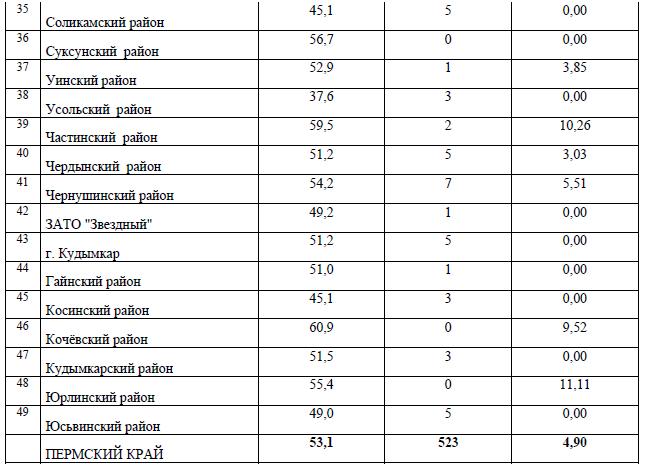 35 Соликамский район 45,1 5 0,00
36 Суксунский район 56,7 0 0,00
37 Уинский район 52,9 1 3,85
38 Усольский район 37,6 3 0,00
39 Частинский район 59,5 2 10,26
40 Чердынский район 51,2 5 3,03
41 Чернушинский район 54,2 7 5,51
42 ЗАТО "Звездный" 49,2 1 0,00
43 г. Кудымкар 51,2 5 0,00
44 Гайнский район 51,0 1 0,00
45 Косинский район 45,1 3 0,00
46 Кочёвский район 60,9 0 9,52
47 Кудымкарский район 51,5 3 0,00
48 Юрлинский район 55,4 0 11,11
49 Юсьвинский район 49,0 5 0,00
ПЕРМСКИЙ КРАЙ 53,1 523 4,90